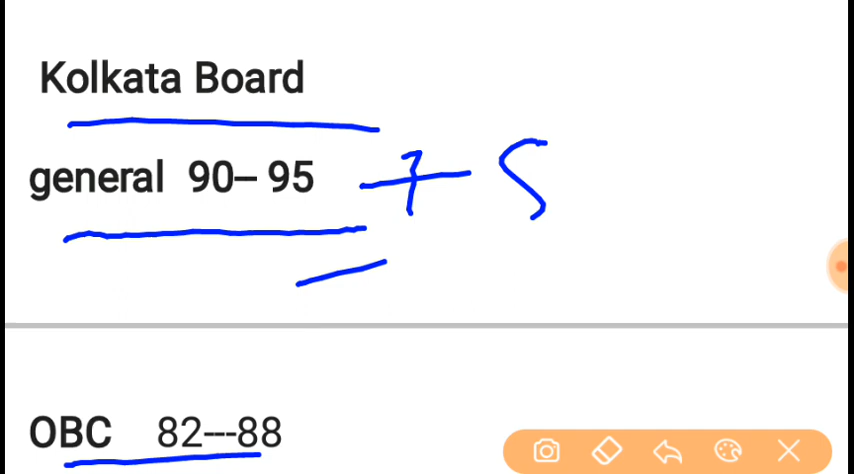 Kolkata Board
general 90– 95
OBC 82---88